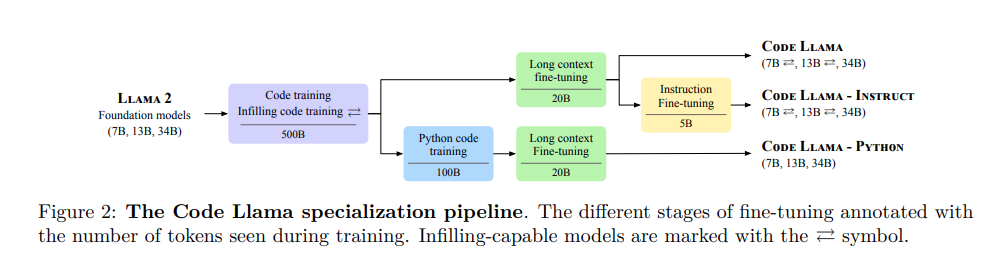 LLAMA 2
Foundation models
(7B, 13B, 34B)
Code training
Infilling code training ⇄
500B
Long context
fine-tuning
20B
Python code
training
100B
Long context
Fine-tuning
20B
Instruction
Fine-tuning
5B
CODE LLAMA
(7B ⇄, 13B ⇄, 34B)
CODE LLAMA - INSTRUCT
(7B ⇄, 13B ⇄, 34B)
CODE LLAMA - PYTHON
(7B, 13B, 34B)
Figure 2: The Code Llama specialization pipeline. The different stages of fine-tuning annotated with
the number of tokens seen during training. Infilling-capable models are marked with the ⇄ symbol.